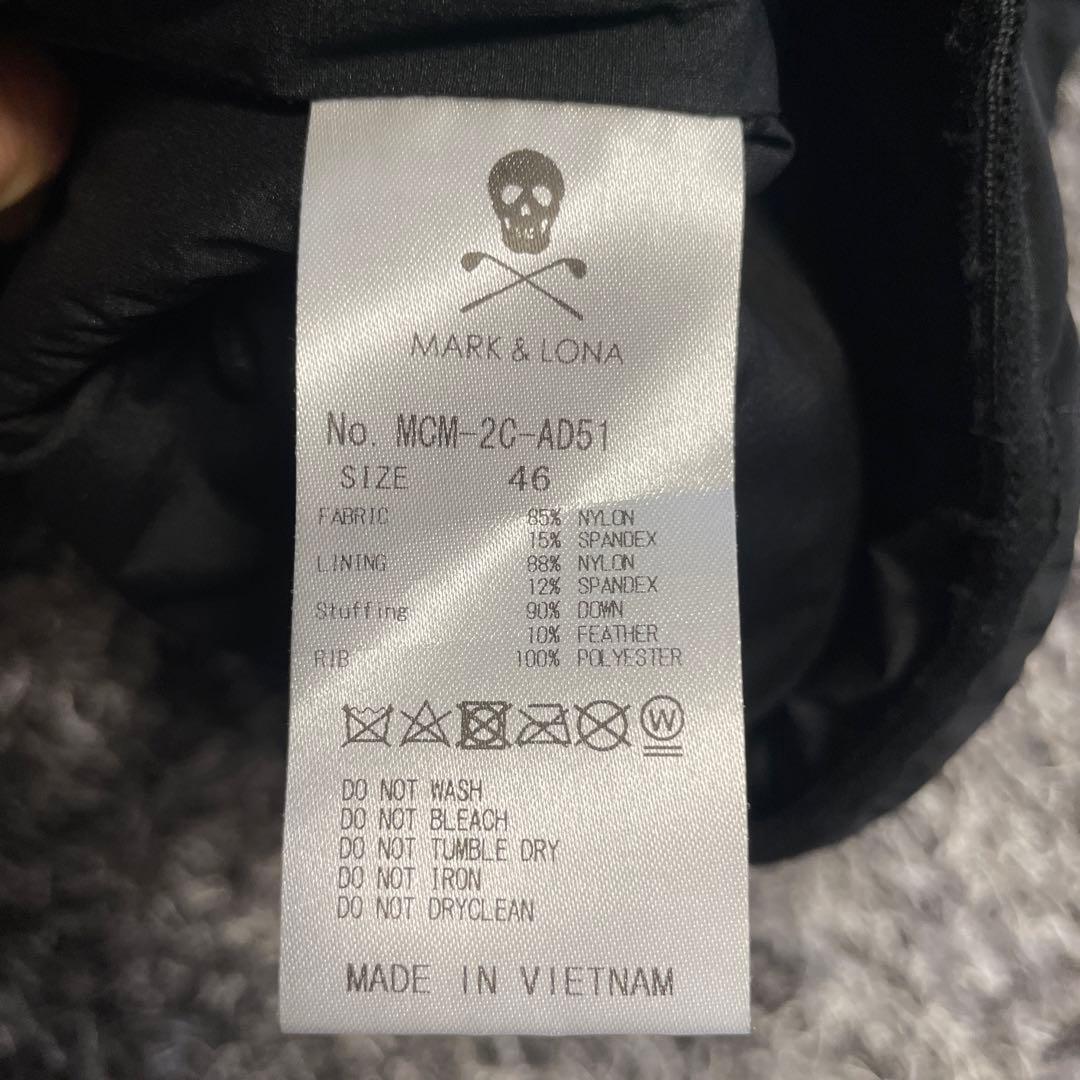 MARK & LONA
No. MCM-2C-AD51
SIZE 46
FABRIC 85% NYLON
15% SPANDEX
LINING 88% NYLON
12% SPANDEX
Stuffing 90% DOWN
10% FEATHER
RIB 100% POLYESTER
W
DO NOT WASH
DO NOT BLEACH
DO NOT TUMBLE DRY
DO NOT IRON
DO NOT DRYCLEAN
MADE IN VIETNAM